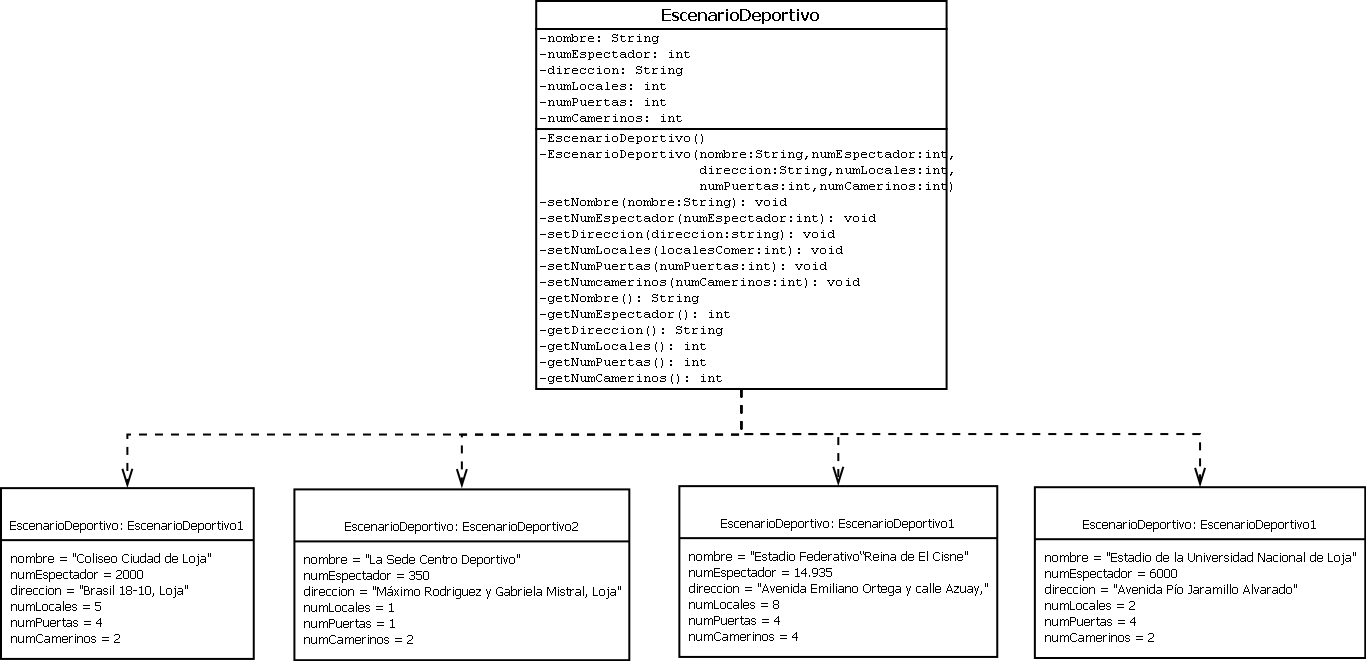 EscenarioDeportivo
-nombre: String
-numEspectador: int
-direccion: String
-numLocales: int
-numPuertas: int
-numCamerinos: int
-EscenarioDeportivo()
-EscenarioDeportivo(nombre:String,numEspectador:int,
direccion:String,numLocales:int,
numPuertas:int,numCamerinos:int)
-setNombre(nombre:String): void
-setNumEspectador(numEspectador:int): void
-setDireccion(direccion:string): void
-setNumLocales(localesComer:int): void
-setNumPuertas(numPuertas:int): void
-setNumcamerinos(numCamerinos:int): void
-getNombre(): String
-getNumEspectador(): int
-getDireccion(): String
-getNumLocales(): int
-getNumPuertas(): int
-getNumCamerinos(): int
EscenarioDeportivo: EscenarioDeportivo1
nombre = "Coliseo Ciudad de Loja"
numEspectador = 2000
direccion = "Brasil 18-10, Loja"
numLocales = 5
numPuertas = 4
numCamerinos = 2
EscenarioDeportivo: EscenarioDeportivo2
nombre = "La Sede Centro Deportivo"
numEspectador = 350
direccion = "Máximo Rodriguez y Gabriela Mistral, Loja"
numLocales = 1
numPuertas = 1
numCamerinos = 2
EscenarioDeportivo: EscenarioDeportivo1
nombre = "Estadio Federativo“Reina de El Cisne"
numEspectador = 14.935
direccion = "Avenida Emiliano Ortega y calle Azuay,"
numLocales = 8
numPuertas = 4
numCamerinos = 4
EscenarioDeportivo: EscenarioDeportivo1
nombre = "Estadio de la Universidad Nacional de Loja"
numEspectador = 6000
direccion = "Avenida Pío Jaramillo Alvarado"
numLocales = 2
numPuertas = 4
numCamerinos = 2